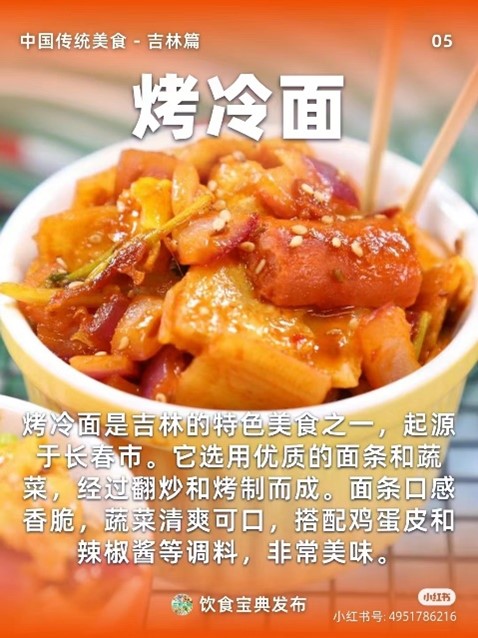 中国传统美食 - 吉林篇
05
烤冷面
烤冷面是吉林的特色美食之一，起源
于长春市。它选用优质的面条和蔬
菜，经过翻炒和烤制而成。面条口感
香脆，蔬菜清爽可口，搭配鸡蛋皮和
辣椒酱等调料，非常美味。
饮食宝典发布
小红书
小红书号: 4951786216